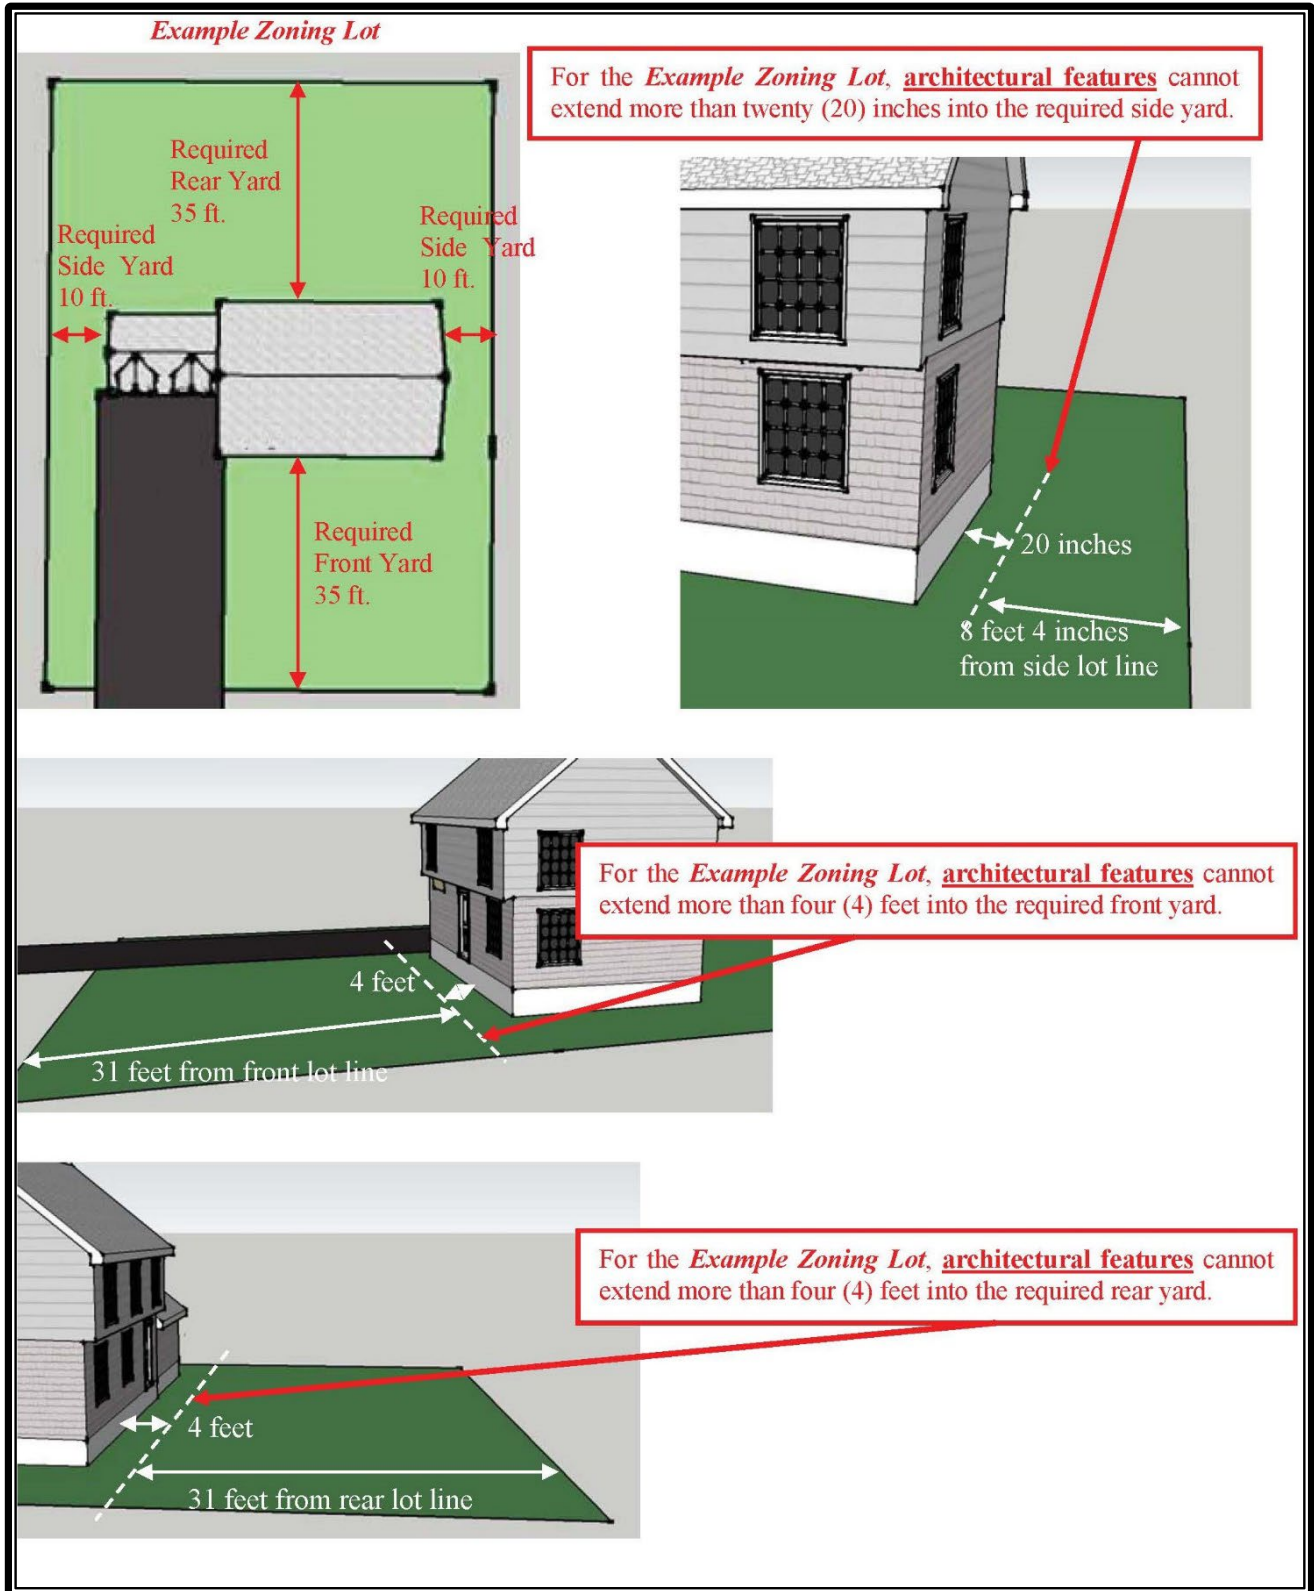 Example Zoning Lot
For the Example Zoning Lot, architectural features cannot
extend more than twenty (20) inches into the required side yard.
Required
Rear Yard
35 ft.
Required
Side Yard
10 ft.
Required
Side Yard
10 ft.
Required
Front Yard
35 ft.
20 inches
8 feet 4 inches
from side lot line
For the Example Zoning Lot, architectural features cannot
extend more than four (4) feet into the required front yard.
4 feet
31 feet from front lot line
For the Example Zoning Lot, architectural features cannot
extend more than four (4) feet into the required rear yard.
4 feet
31 feet from rear lot line